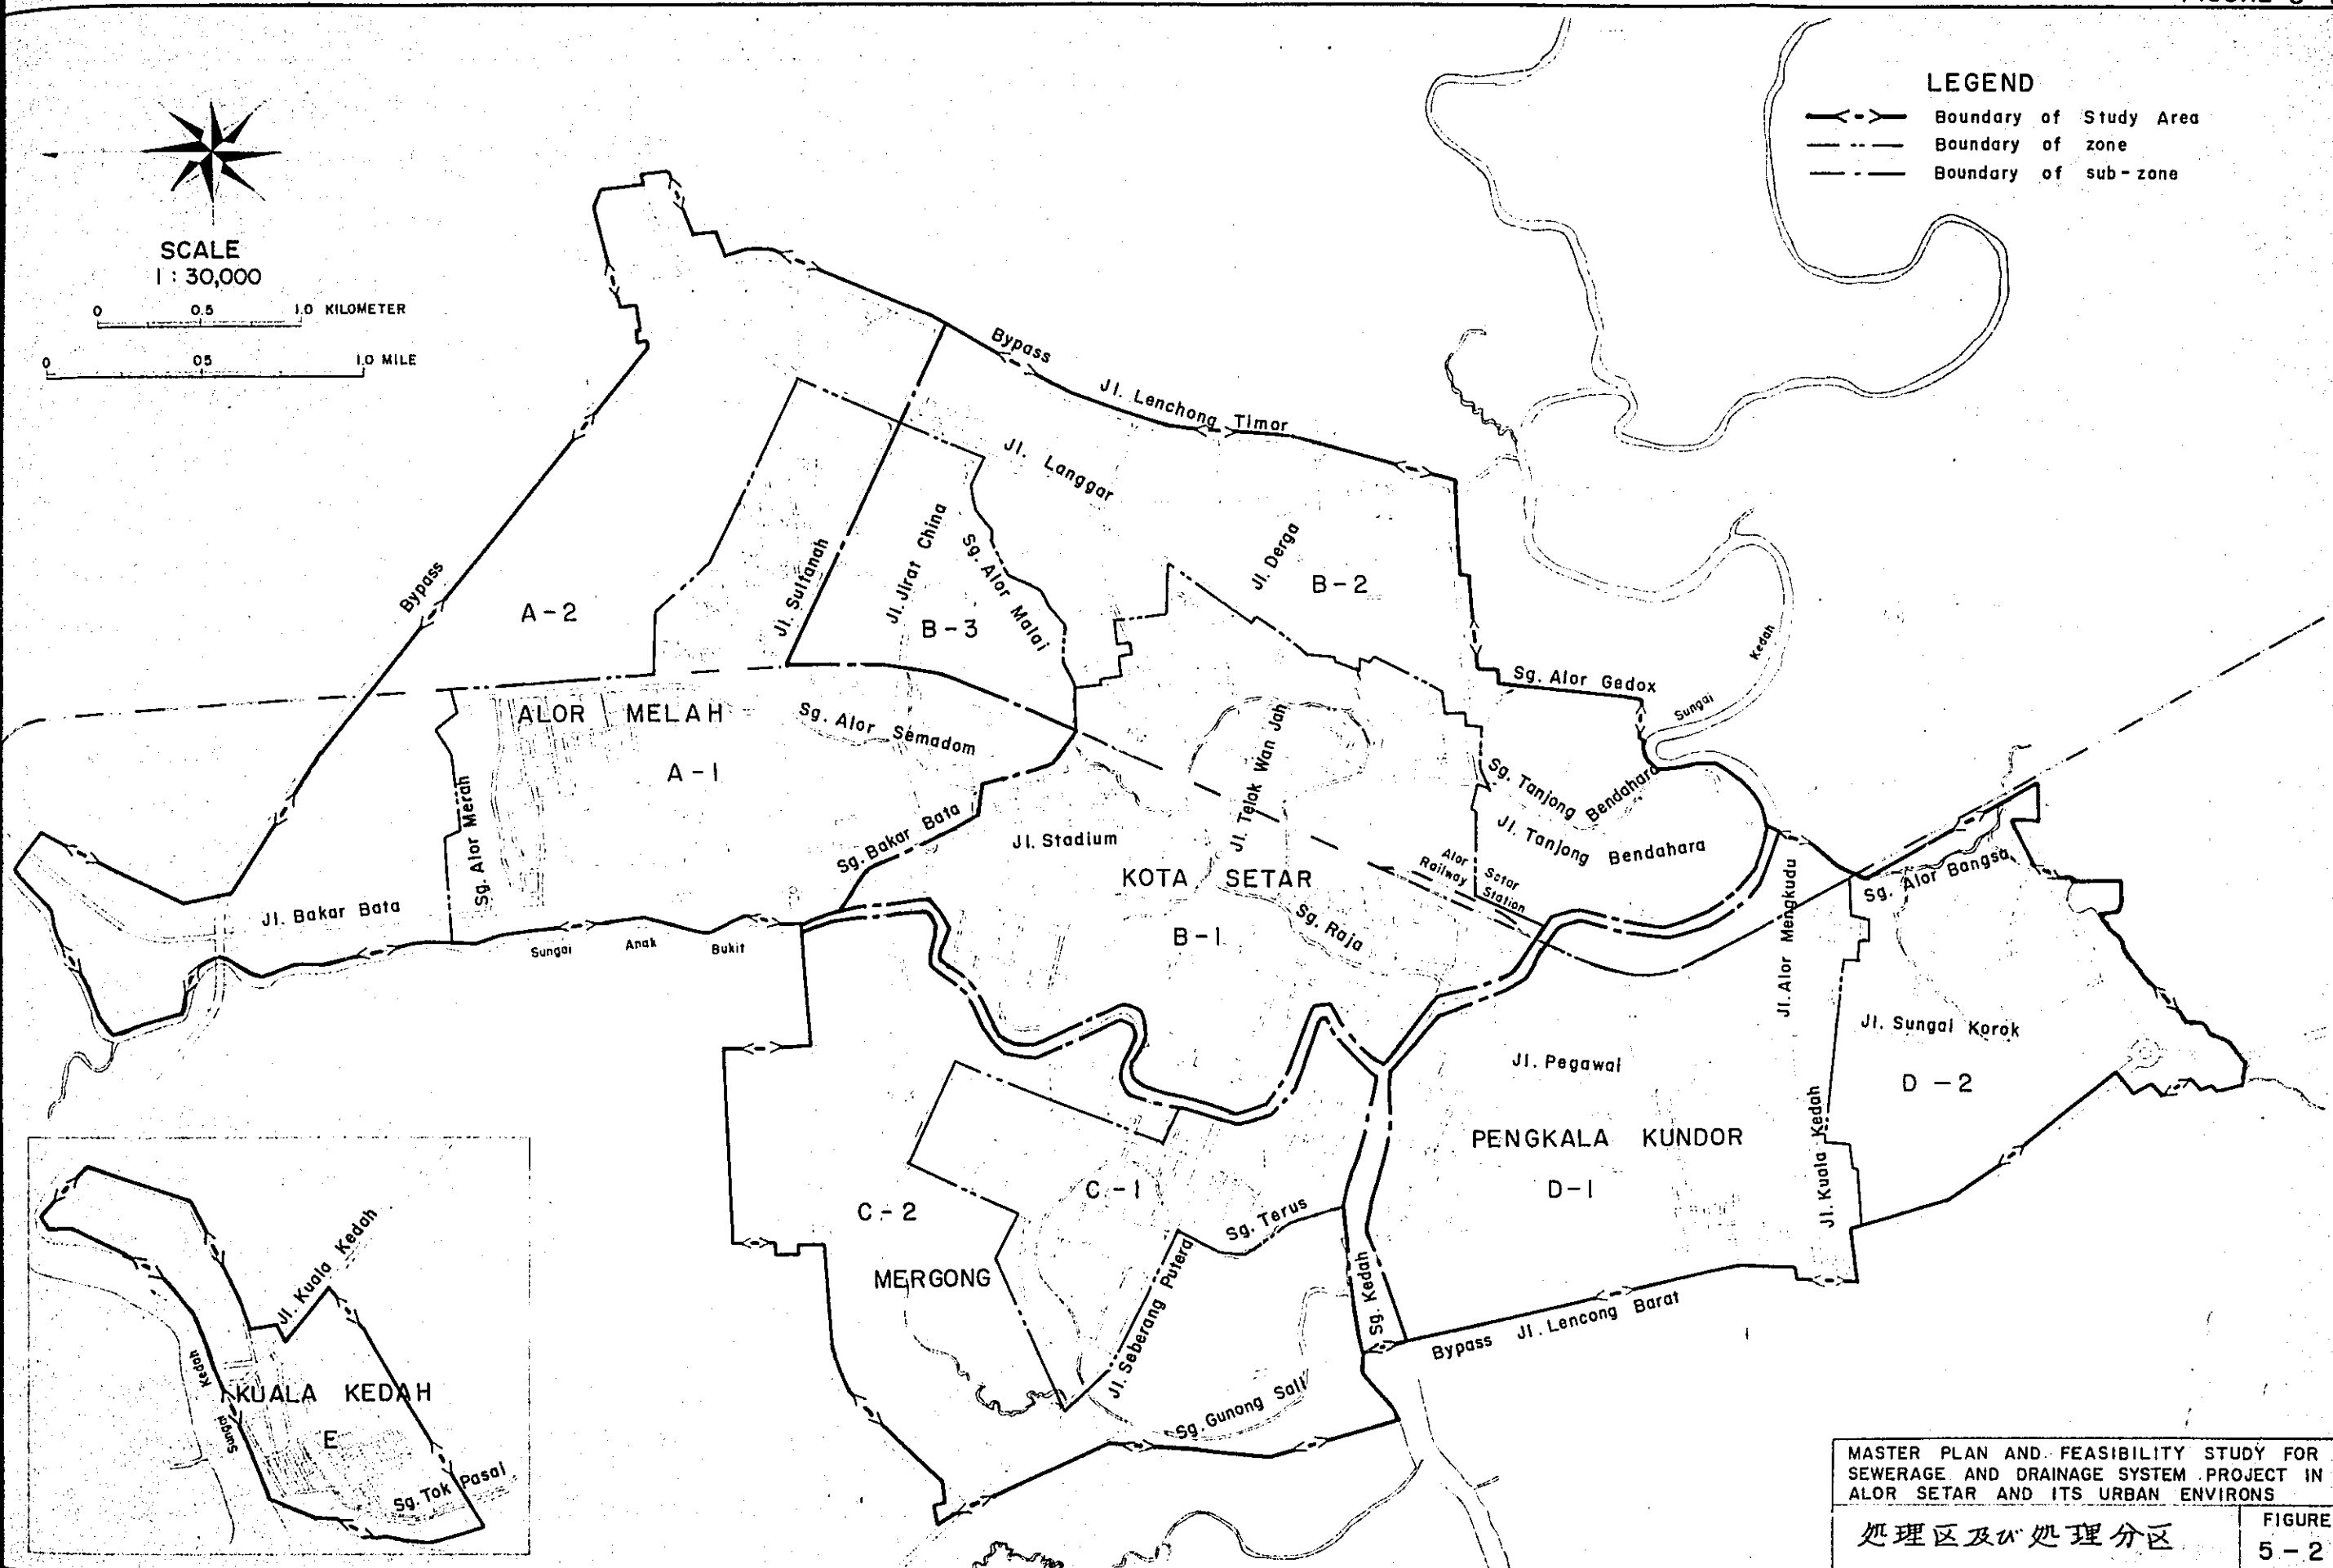 LEGEND
Boundary of Study Area
Boundary of zone
Boundary of sub-zone
SCALE
1 : 30,000
0 0.5 1.0 KILOMETER
0 05 1.0 MILE
Bypass
Jl. Lenchong Timor
Jl. Langgar
Jl. Derga
B-2
Bypass
A-2
Jl. Sultanah
Jl. Jirat China
Sg. Alor Malai
B-3
Sg. Alor Gedox
Sungai
Kedah
ALOR MELAH
Sg. Alor Semadom
A-1
Sg. Alor Merah
Sg. Bakar Bata
Jl. Stadium
Jl. Telok Wan Jah
Sg. Tanjong Bendahara
Jl. Tanjong Bendahara
Alor Setar
Railway Station
KOTA SETAR
B-1
Sg. Raja
Jl. Bakar Bata
Sungai Anak Bukit
Jl. Alor Mengkudu
Sg. Alor Bangsa
Jl. Sungai Korok
D-2
Jl. Pegawai
PENGKALA KUNDOR
D-1
Jl. Kuala Kedah
C-1
C-2
MERGONG
Sg. Terus
Jl. Seberang Putera
Sg. Kedah
Sg. Gunong Sali
Bypass Jl. Lencong Barat
Jl. Kuala Kedah
Kedah
Sungai
KUALA KEDAH
E
Sg. Tok Pasai
MASTER PLAN AND FEASIBILITY STUDY FOR
SEWERAGE AND DRAINAGE SYSTEM PROJECT IN
ALOR SETAR AND ITS URBAN ENVIRONS
処理区及び処理分区
FIGURE
5-2